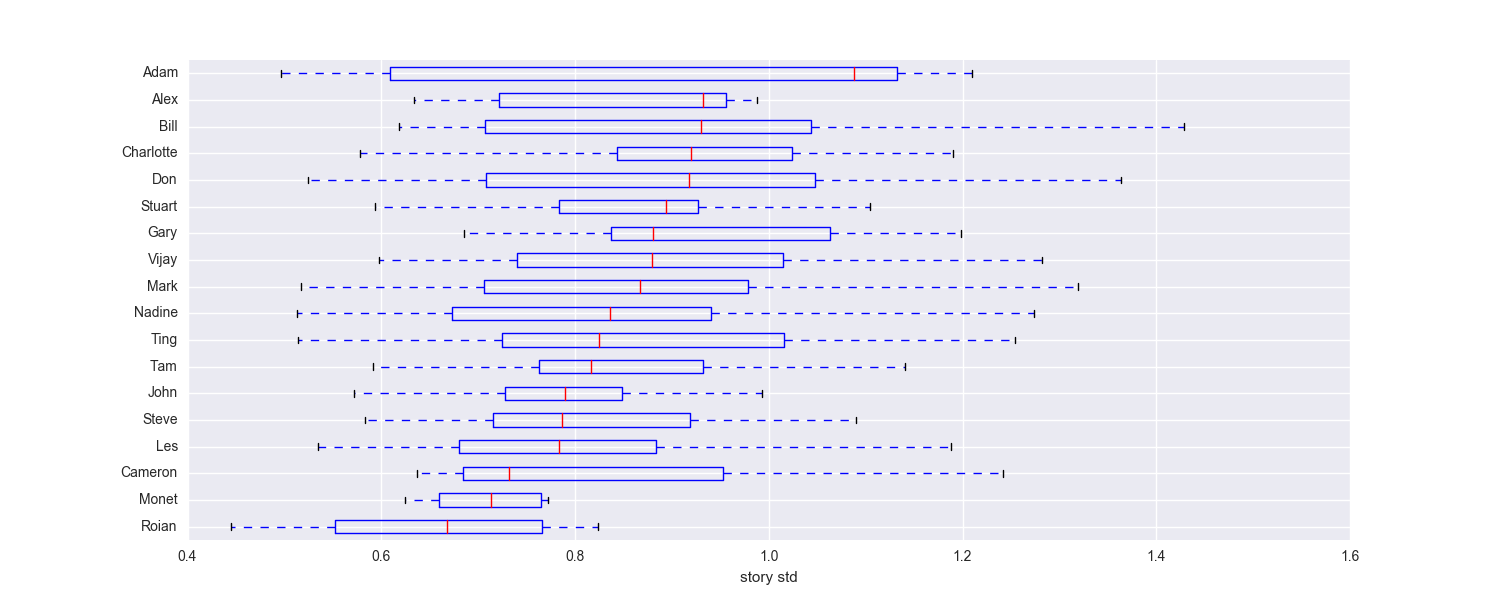 Adam
Alex
Bill
Charlotte
Don
Stuart
Gary
Vijay
Mark
Nadine
Ting
Tam
John
Steve
Les
Cameron
Monet
Roian
0.4 0.6 0.8 1.0 1.2 1.4 1.6
story std